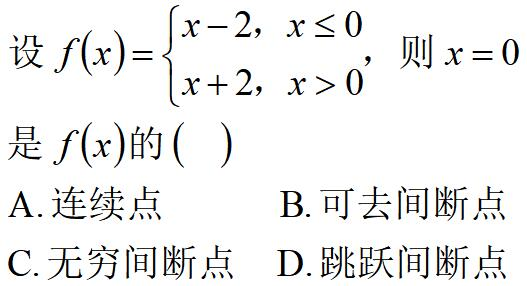 设 f(x)={x-2，x≤0
x+2，x>0，则 x=0
是 f(x)的(  )
A.连续点 B.可去间断点
C.无穷间断点 D.跳跃间断点